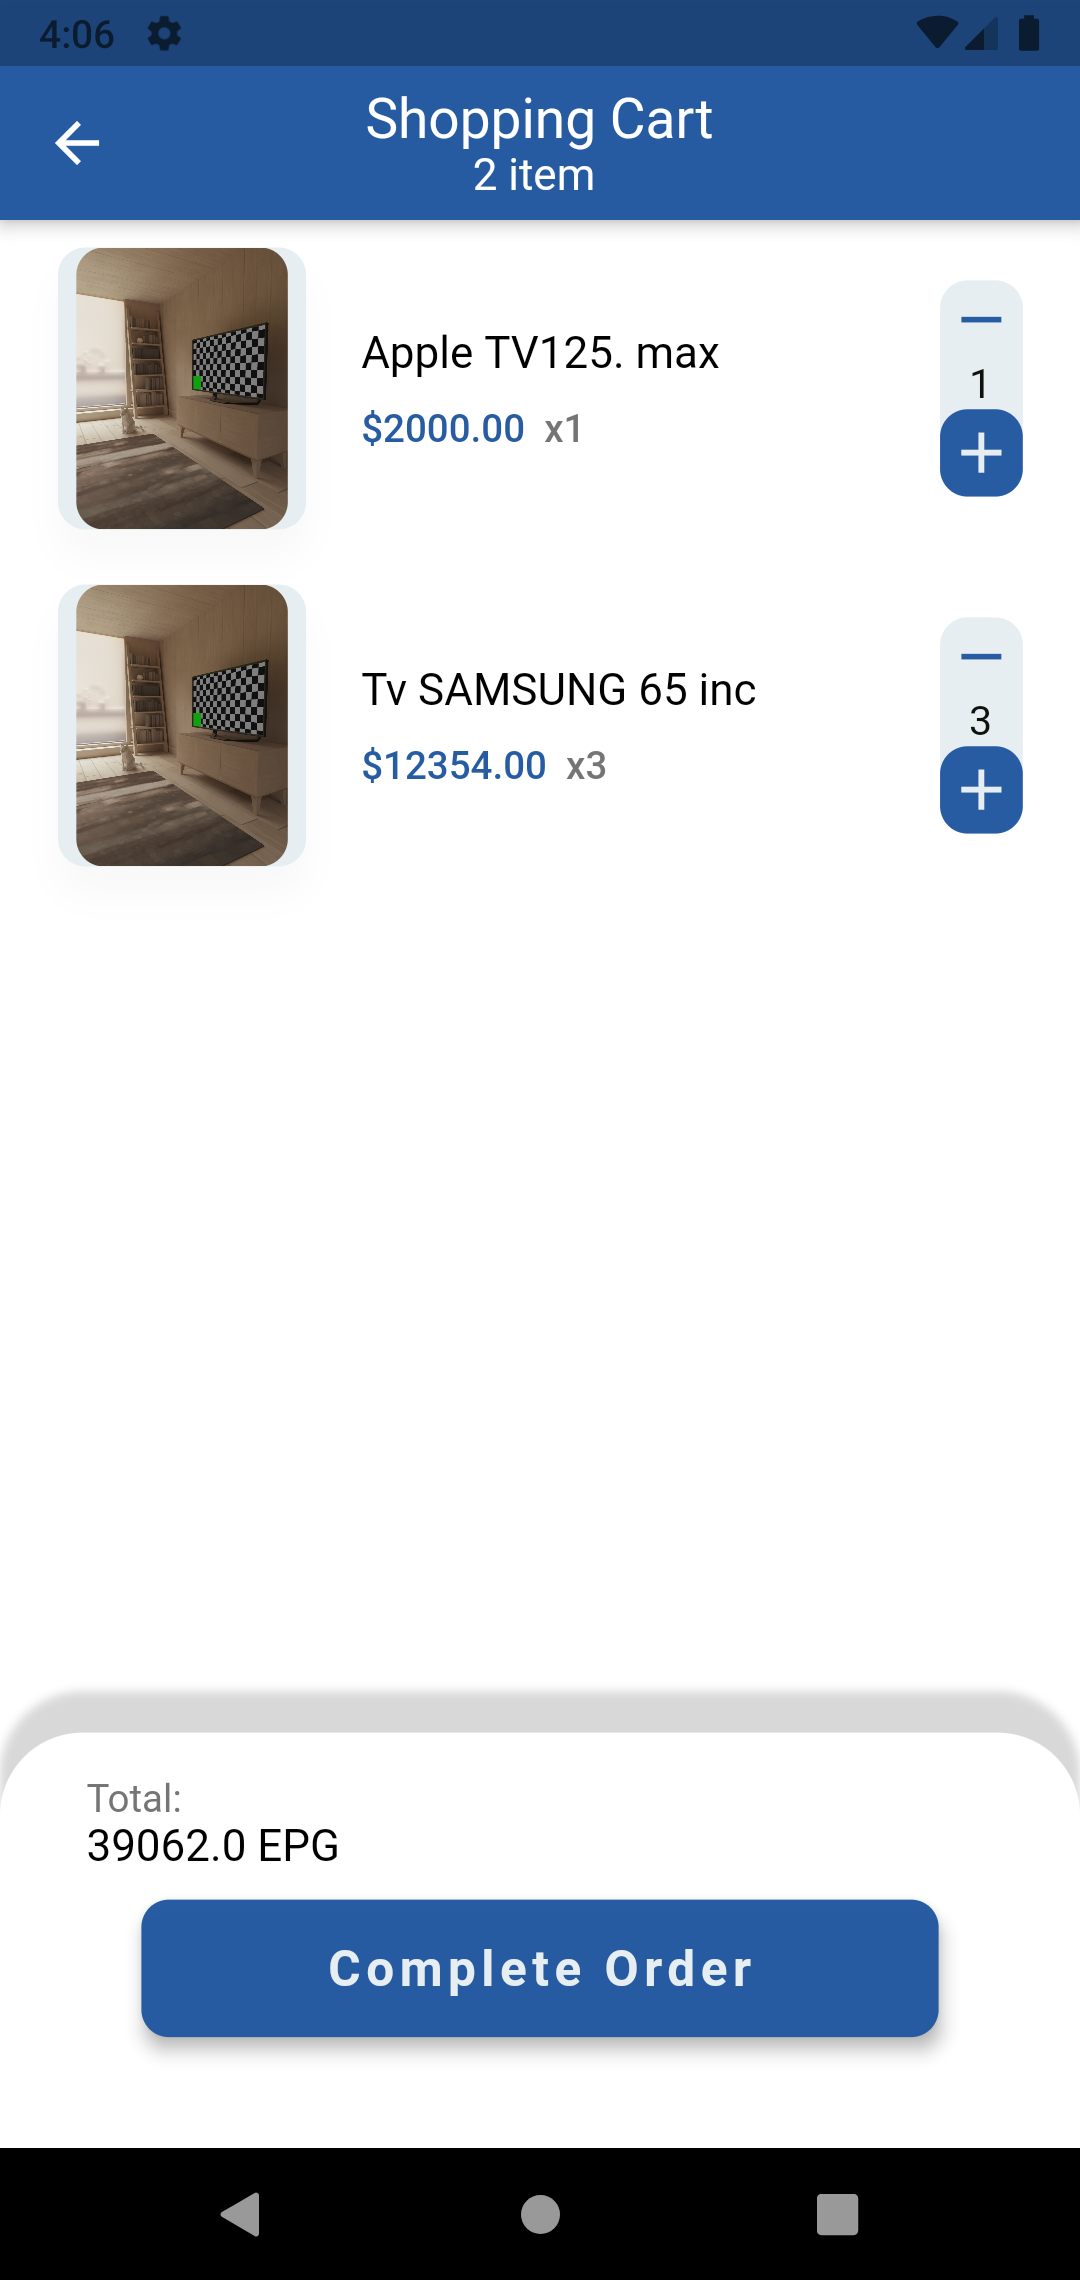 4:06
Shopping Cart
2 item
Apple TV125. max
$2000.00 x1
1
Tv SAMSUNG 65 inc
$12354.00 x3
3
Total:
39062.0 EPG
Complete Order